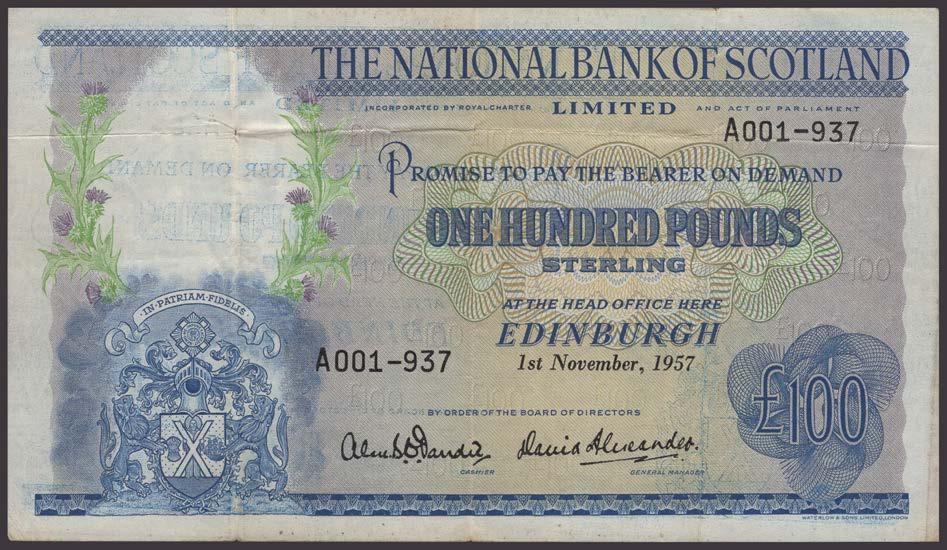 THE NATIONAL BANK OF SCOTLAND
INCORPORATED BY ROYAL CHARTER LIMITED AND ACT OF PARLIAMENT
A001-937
PROMISE TO PAY THE BEARER ON DEMAND
ONE HUNDRED POUNDS
STERLING
AT THE HEAD OFFICE HERE
EDINBURGH
1st November, 1957
IN·PATRIAM·FIDELIS
A001-937
£100
BY ORDER OF THE BOARD OF DIRECTORS
David Alexander
CASHIER GENERAL MANAGER
WATERLOW & SONS, LIMITED, LONDON